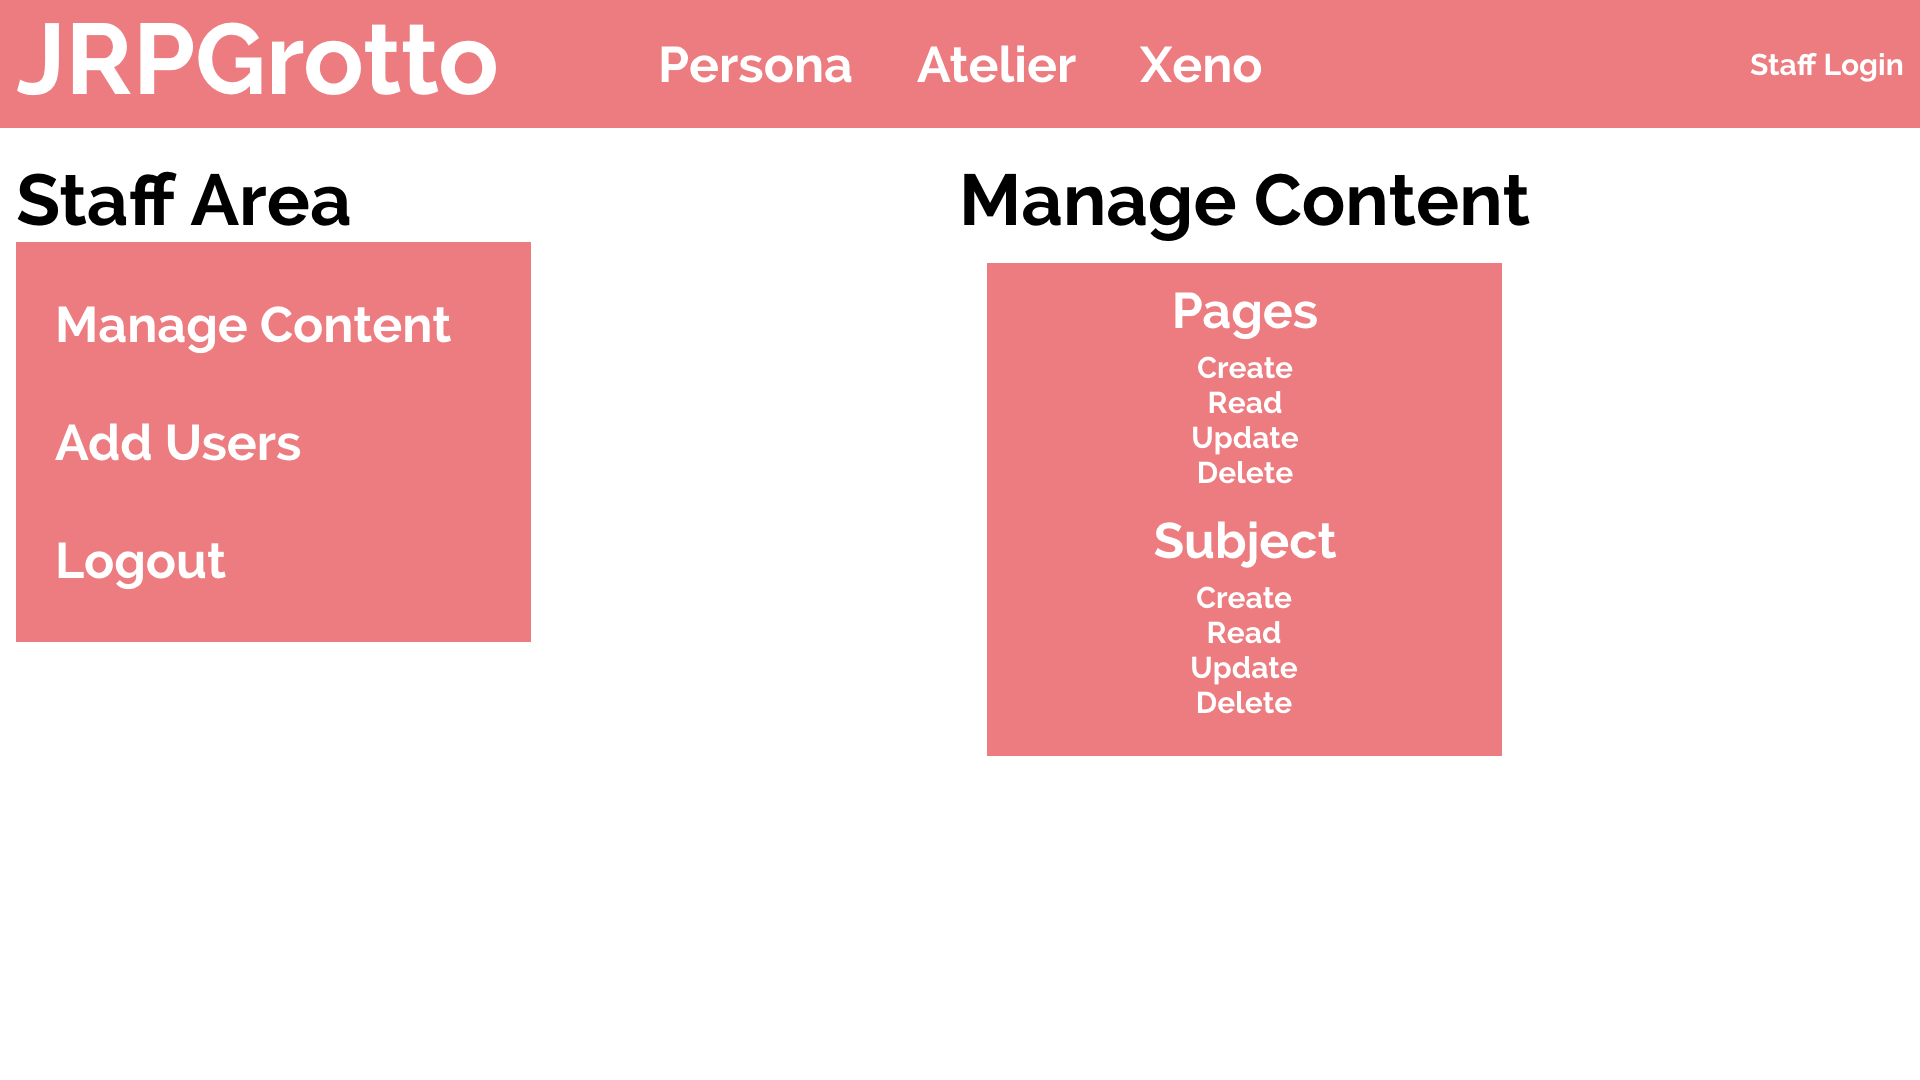 JRPGrotto
Persona
Atelier
Xeno
Staff Login
Staff Area
Manage Content
Add Users
Logout
Manage Content
Pages
Create
Read
Update
Delete
Subject
Create
Read
Update
Delete